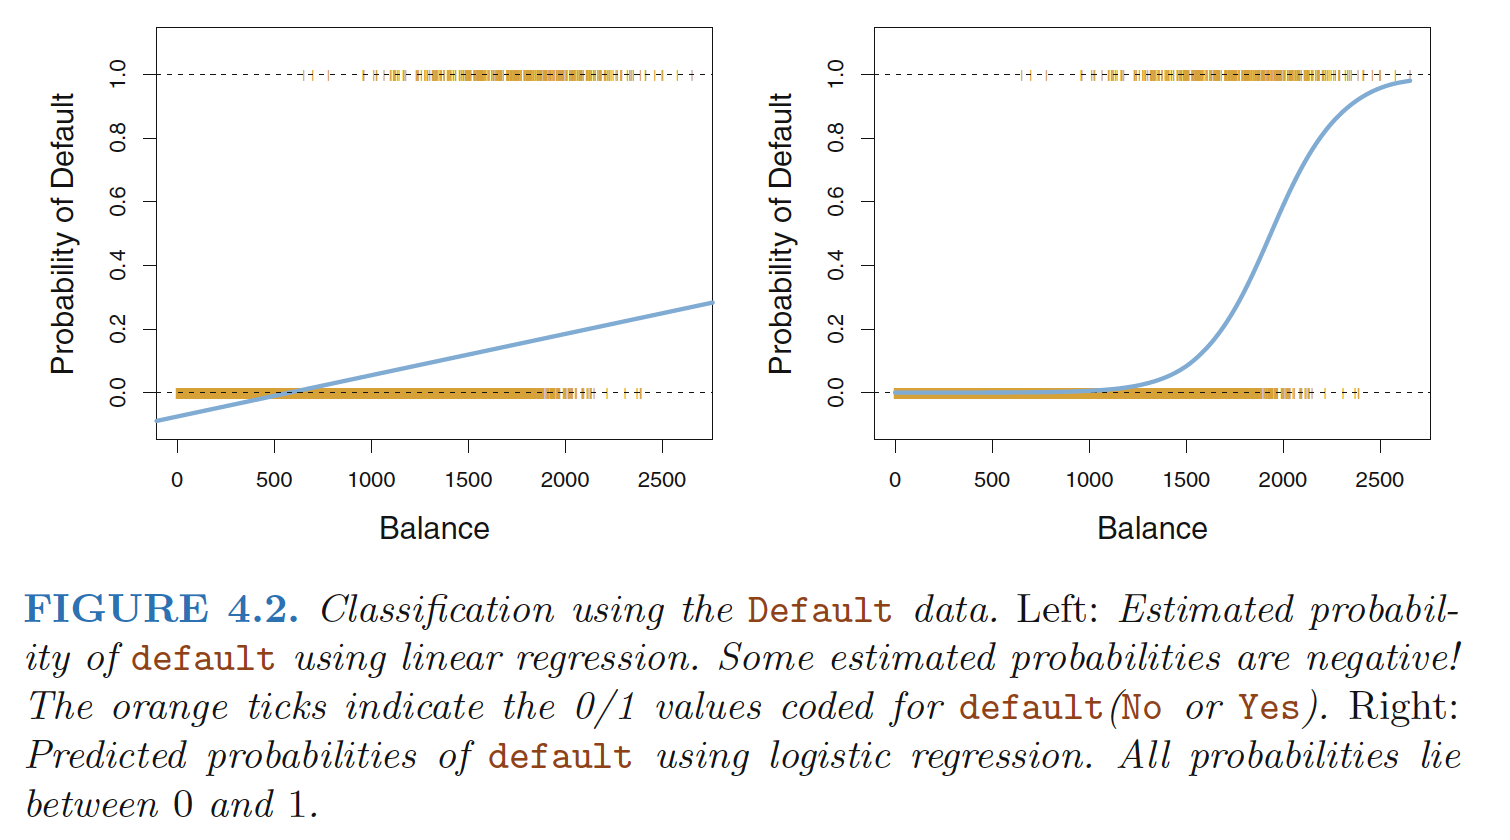 Probability of Default
0.0 0.2 0.4 0.6 0.8 1.0
0 500 1000 1500 2000 2500
Balance
Probability of Default
0.0 0.2 0.4 0.6 0.8 1.0
0 500 1000 1500 2000 2500
Balance
FIGURE 4.2. Classification using the Default data. Left: Estimated probabil-
ity of default using linear regression. Some estimated probabilities are negative!
The orange ticks indicate the 0/1 values coded for default(No or Yes). Right:
Predicted probabilities of default using logistic regression. All probabilities lie
between 0 and 1.